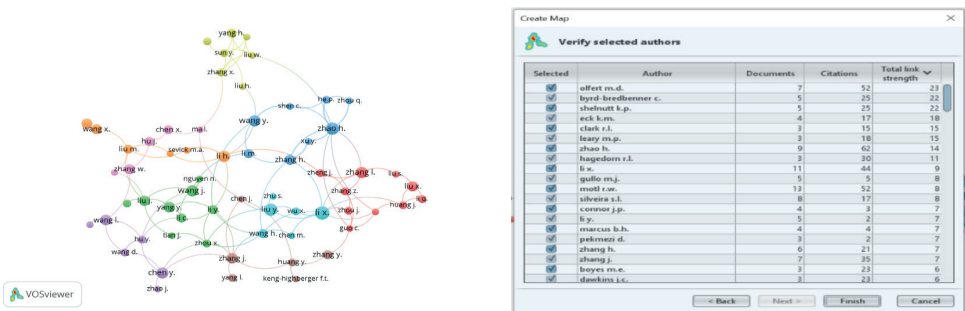 yang h.
sun y.
liu w.
zhang x.
liu h.
shen c.
he p.
zhou q.
wang y.
zhao h.
wang x.
chen x.
ma l.
hu j.
xu y.
liu m.
sevick m.a.
li h.
li m.
zhang h.
zhang w.
zheng j.
zhang l.
liu s.
nguyen n.
wang j.
zhang z.
liu x.
li q.
liu j.
yang y.
chen j.
zhu s.
huang j.
li c.
li y.
liu y.
wu x.
li x.
zhou j.
wang l.
guo c.
hu y.
tian j.
zhou x.
wang h.
chen m.
wang d.
zhang j.
huang y.
zhang y.
chen y.
yang l.
keng-highberger f.t.
zhao j.
VOSviewer
Create Map
Verify selected authors
Selected Author Documents Citations Total link strength
olfert m.d. 7 52 23
byrd-bredbenner c. 5 25 22
shelnutt k.p. 5 25 22
eck k.m. 4 17 18
clark r.l. 3 15 15
leary m.p. 3 18 15
zhao h. 9 62 14
hagedorn r.l. 3 30 11
li x. 11 44 9
gullo m.j. 5 5 8
motl r.w. 13 52 8
silveira s.l. 8 17 8
connor j.p. 4 3 7
li y. 5 2 7
marcus b.h. 4 4 7
pekmezi d. 3 2 7
zhang h. 6 21 7
zhang j. 7 35 7
boyes m.e. 3 23 6
dawkins j.c. 3 23 6
< Back Next > Finish Cancel